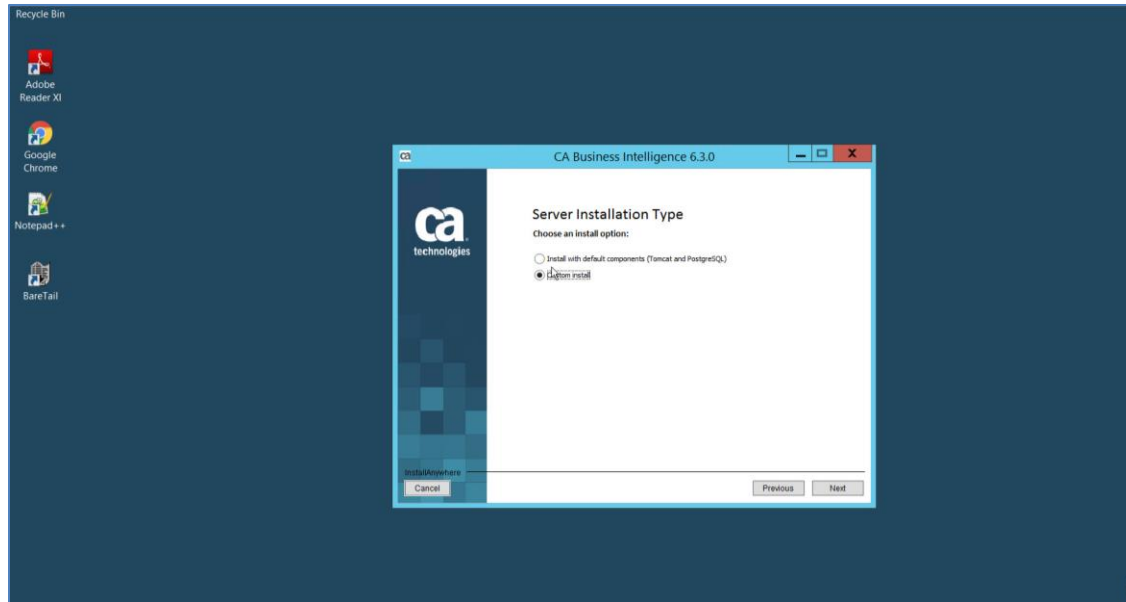 Recycle Bin
Adobe
Reader XI
Google
Chrome
Notepad++
BareTail
ca
CA Business Intelligence 6.3.0
X
ca
technologies
Server Installation Type
Choose an install option:
Install with default components (Tomcat and PostgreSQL)
Custom install
InstallAnywhere
Cancel
Previous
Next